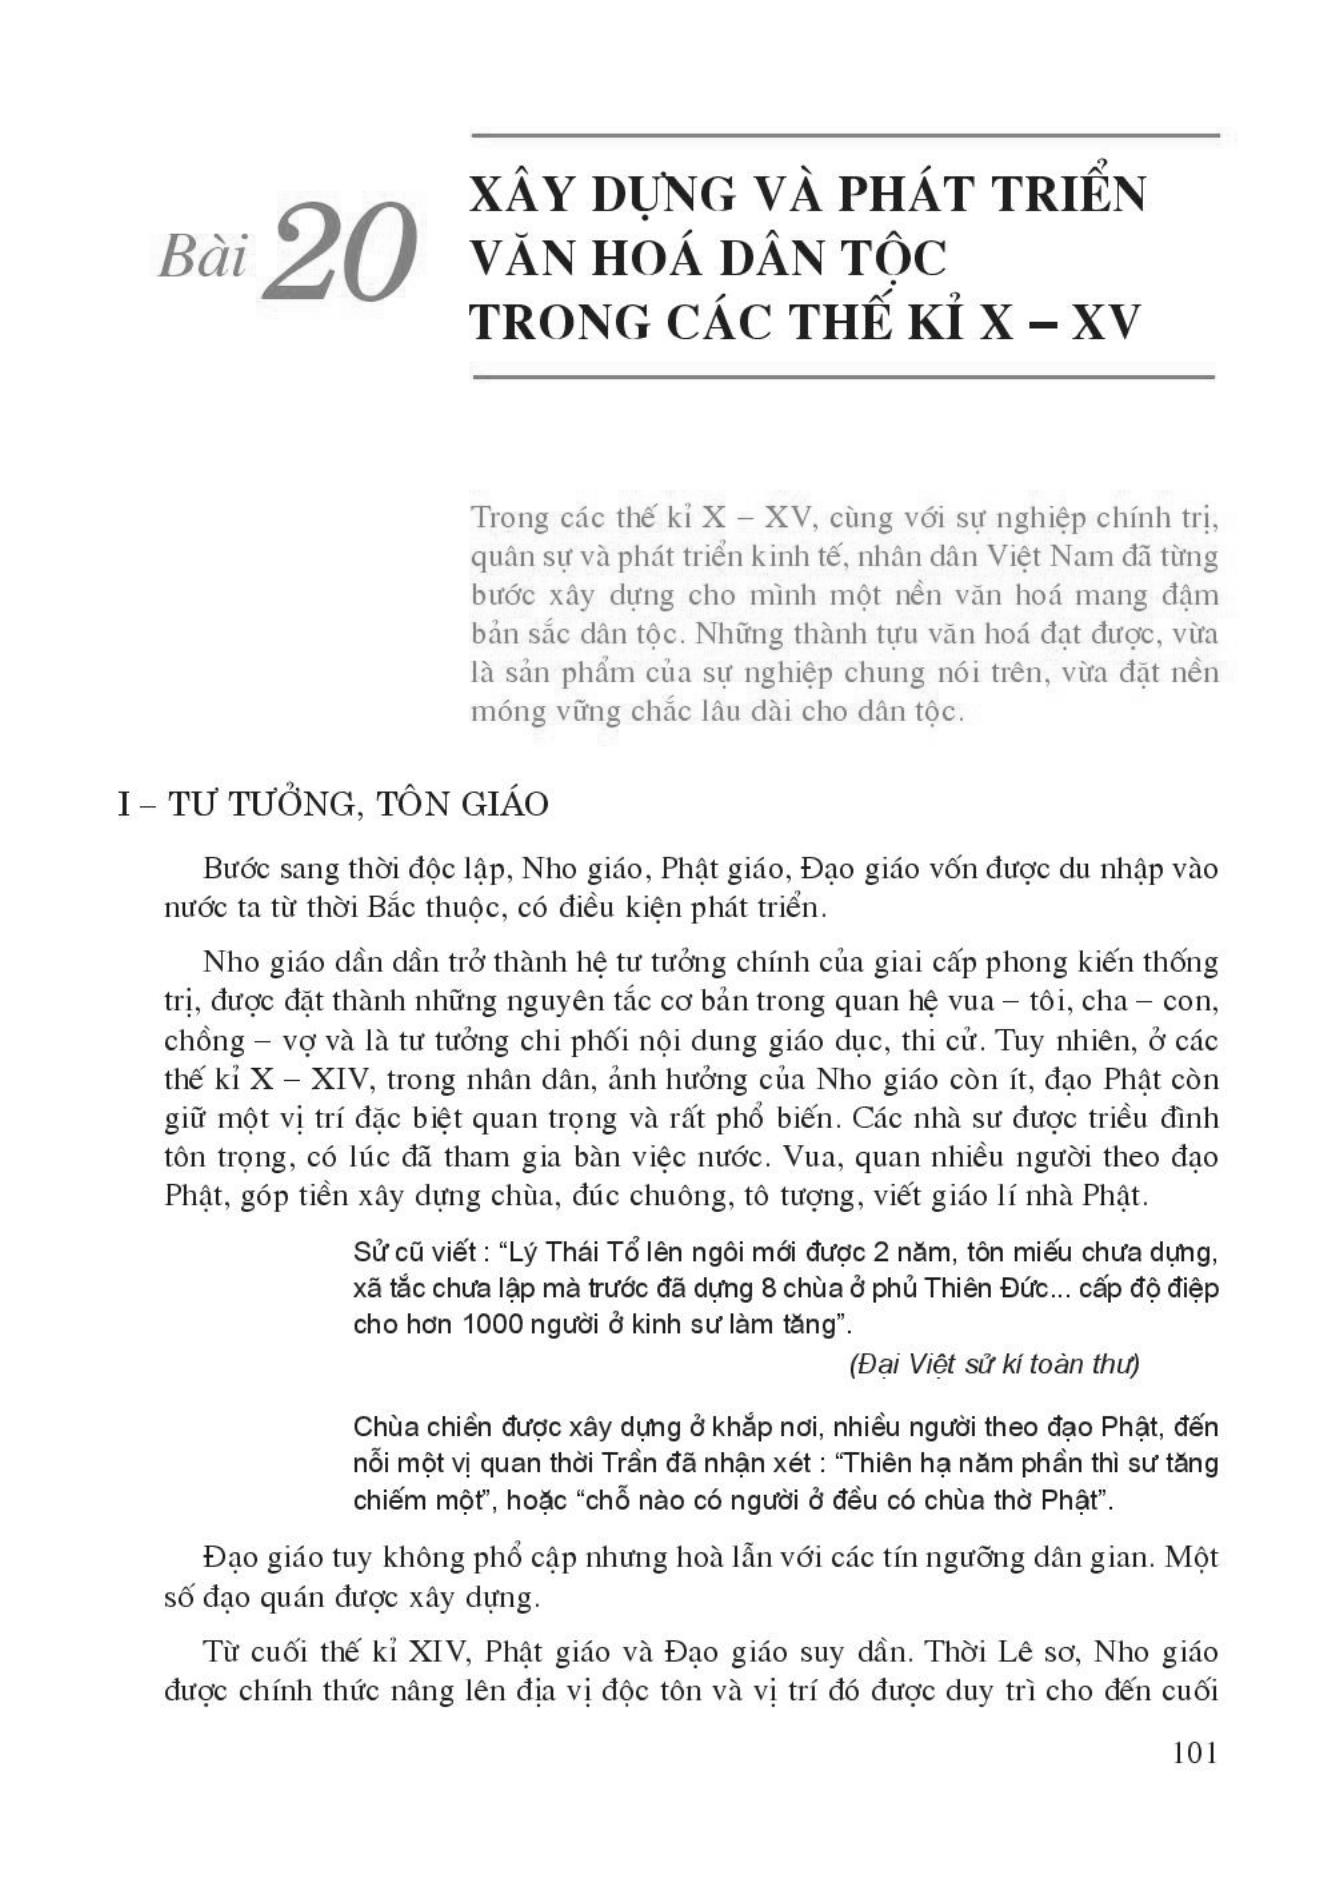 Bài 20
XÂY DỰNG VÀ PHÁT TRIỂN
VĂN HOÁ DÂN TỘC
TRONG CÁC THẾ KỈ X – XV
Trong các thế kỉ X – XV, cùng với sự nghiệp chính trị,
quân sự và phát triển kinh tế, nhân dân Việt Nam đã từng
bước xây dựng cho mình một nền văn hoá mang đậm
bản sắc dân tộc. Những thành tựu văn hoá đạt được, vừa
là sản phẩm của sự nghiệp chung nói trên, vừa đặt nền
móng vững chắc lâu dài cho dân tộc.
I – TƯ TƯỞNG, TÔN GIÁO
Bước sang thời độc lập, Nho giáo, Phật giáo, Đạo giáo vốn được du nhập vào
nước ta từ thời Bắc thuộc, có điều kiện phát triển.
Nho giáo dần dần trở thành hệ tư tưởng chính của giai cấp phong kiến thống
trị, được đặt thành những nguyên tắc cơ bản trong quan hệ vua – tôi, cha – con,
chồng – vợ và là tư tưởng chi phối nội dung giáo dục, thi cử. Tuy nhiên, ở các
thế kỉ X – XIV, trong nhân dân, ảnh hưởng của Nho giáo còn ít, đạo Phật còn
giữ một vị trí đặc biệt quan trọng và rất phổ biến. Các nhà sư được triều đình
tôn trọng, có lúc đã tham gia bàn việc nước. Vua, quan nhiều người theo đạo
Phật, góp tiền xây dựng chùa, đúc chuông, tô tượng, viết giáo lí nhà Phật.
Sử cũ viết : “Lý Thái Tổ lên ngôi mới được 2 năm, tôn miếu chưa dựng,
xã tắc chưa lập mà trước đã dựng 8 chùa ở phủ Thiên Đức... cấp độ điệp
cho hơn 1000 người ở kinh sư làm tăng”.
(Đại Việt sử kí toàn thư)
Chùa chiền được xây dựng ở khắp nơi, nhiều người theo đạo Phật, đến
nỗi một vị quan thời Trần đã nhận xét : “Thiên hạ năm phần thì sư tăng
chiếm một”, hoặc “chỗ nào có người ở đều có chùa thờ Phật”.
Đạo giáo tuy không phổ cập nhưng hoà lẫn với các tín ngưỡng dân gian. Một
số đạo quán được xây dựng.
Từ cuối thế kỉ XIV, Phật giáo và Đạo giáo suy dần. Thời Lê sơ, Nho giáo
được chính thức nâng lên địa vị độc tôn và vị trí đó được duy trì cho đến cuối
101